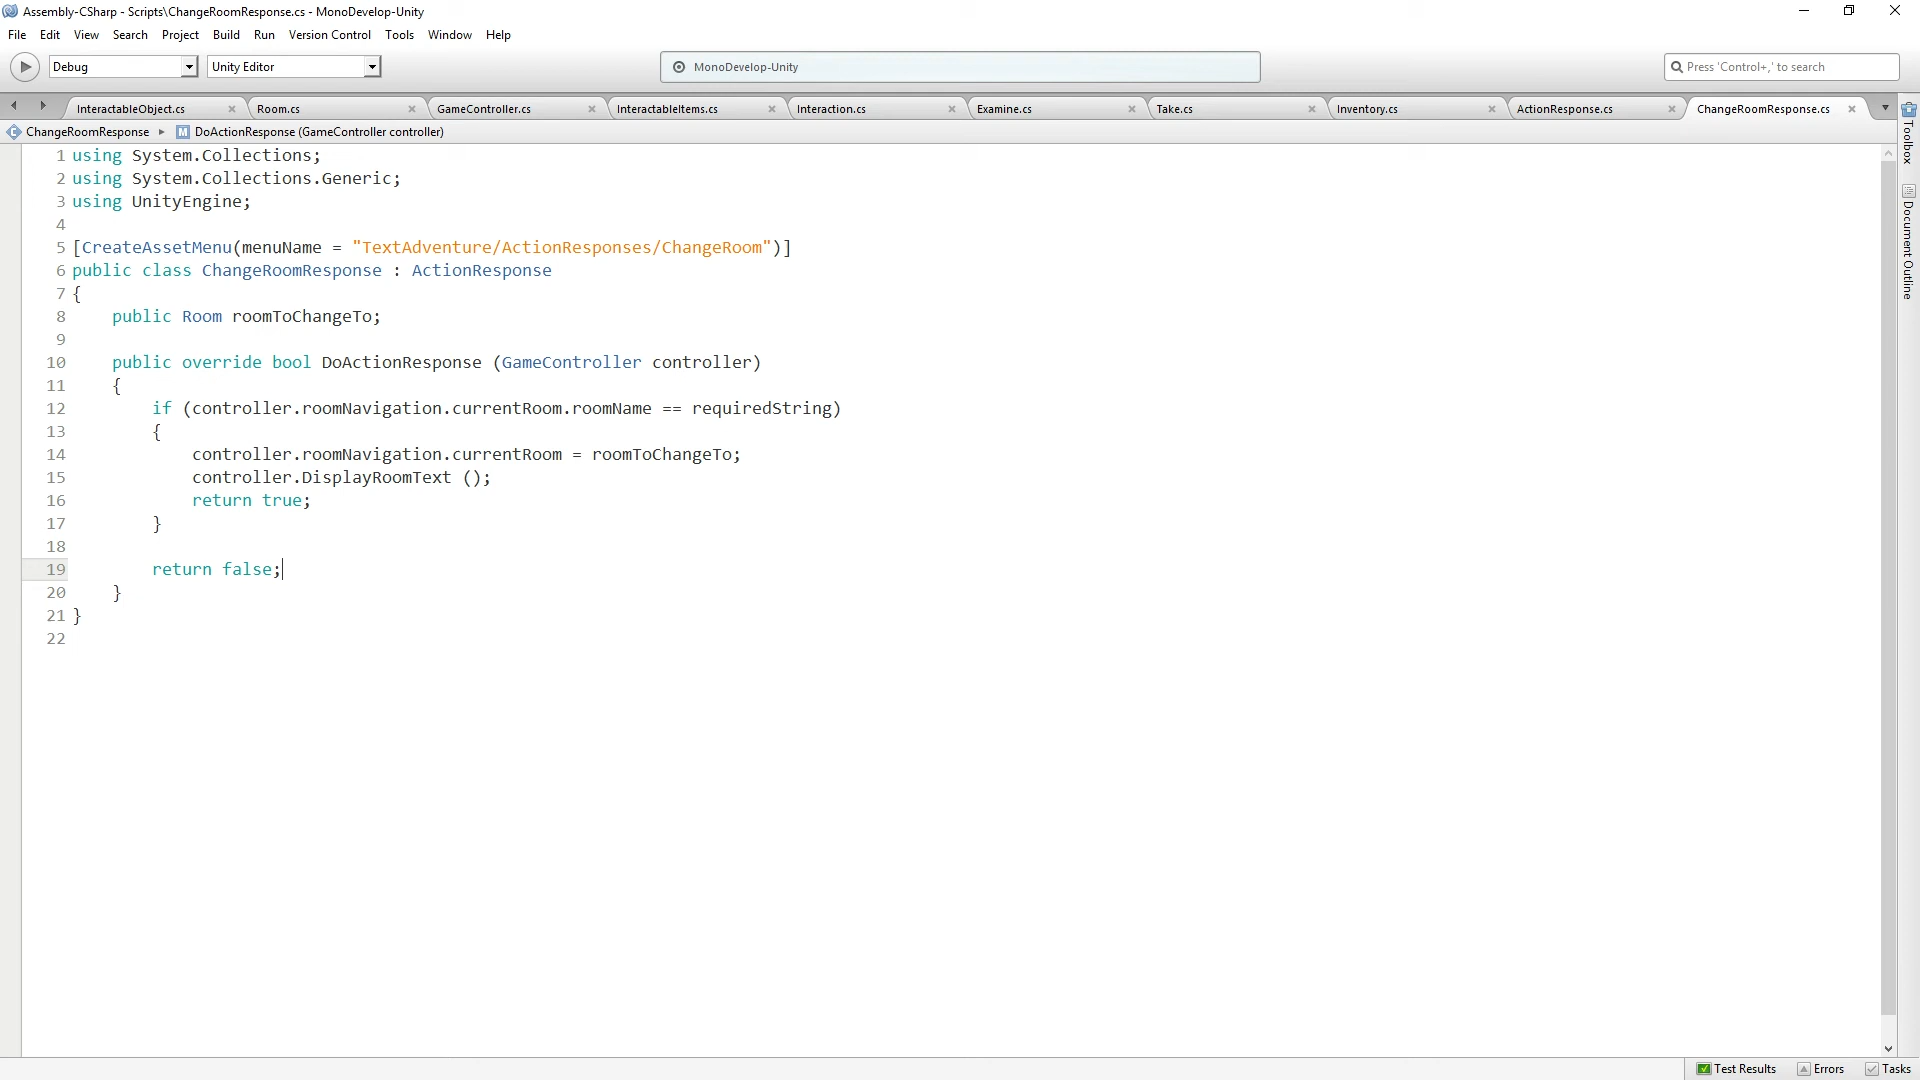 Assembly-CSharp - Scripts\ChangeRoomResponse.cs - MonoDevelop-Unity
File Edit View Search Project Build Run Version Control Tools Window Help
Debug Unity Editor MonoDevelop-Unity Press 'Control+,' to search
InteractableObject.cs Room.cs GameController.cs InteractableItems.cs Interaction.cs Examine.cs Take.cs Inventory.cs ActionResponse.cs ChangeRoomResponse.cs
ChangeRoomResponse M DoActionResponse (GameController controller)
1 using System.Collections;
2 using System.Collections.Generic;
3 using UnityEngine;
4
5 [CreateAssetMenu(menuName = "TextAdventure/ActionResponses/ChangeRoom")]
6 public class ChangeRoomResponse : ActionResponse
7 {
8 public Room roomToChangeTo;
9
10 public override bool DoActionResponse (GameController controller)
11 {
12 if (controller.roomNavigation.currentRoom.roomName == requiredString)
13 {
14 controller.roomNavigation.currentRoom = roomToChangeTo;
15 controller.DisplayRoomText ();
16 return true;
17 }
18
19 return false;
20 }
21 }
22
Toolbox
Document Outline
Test Results Errors Tasks